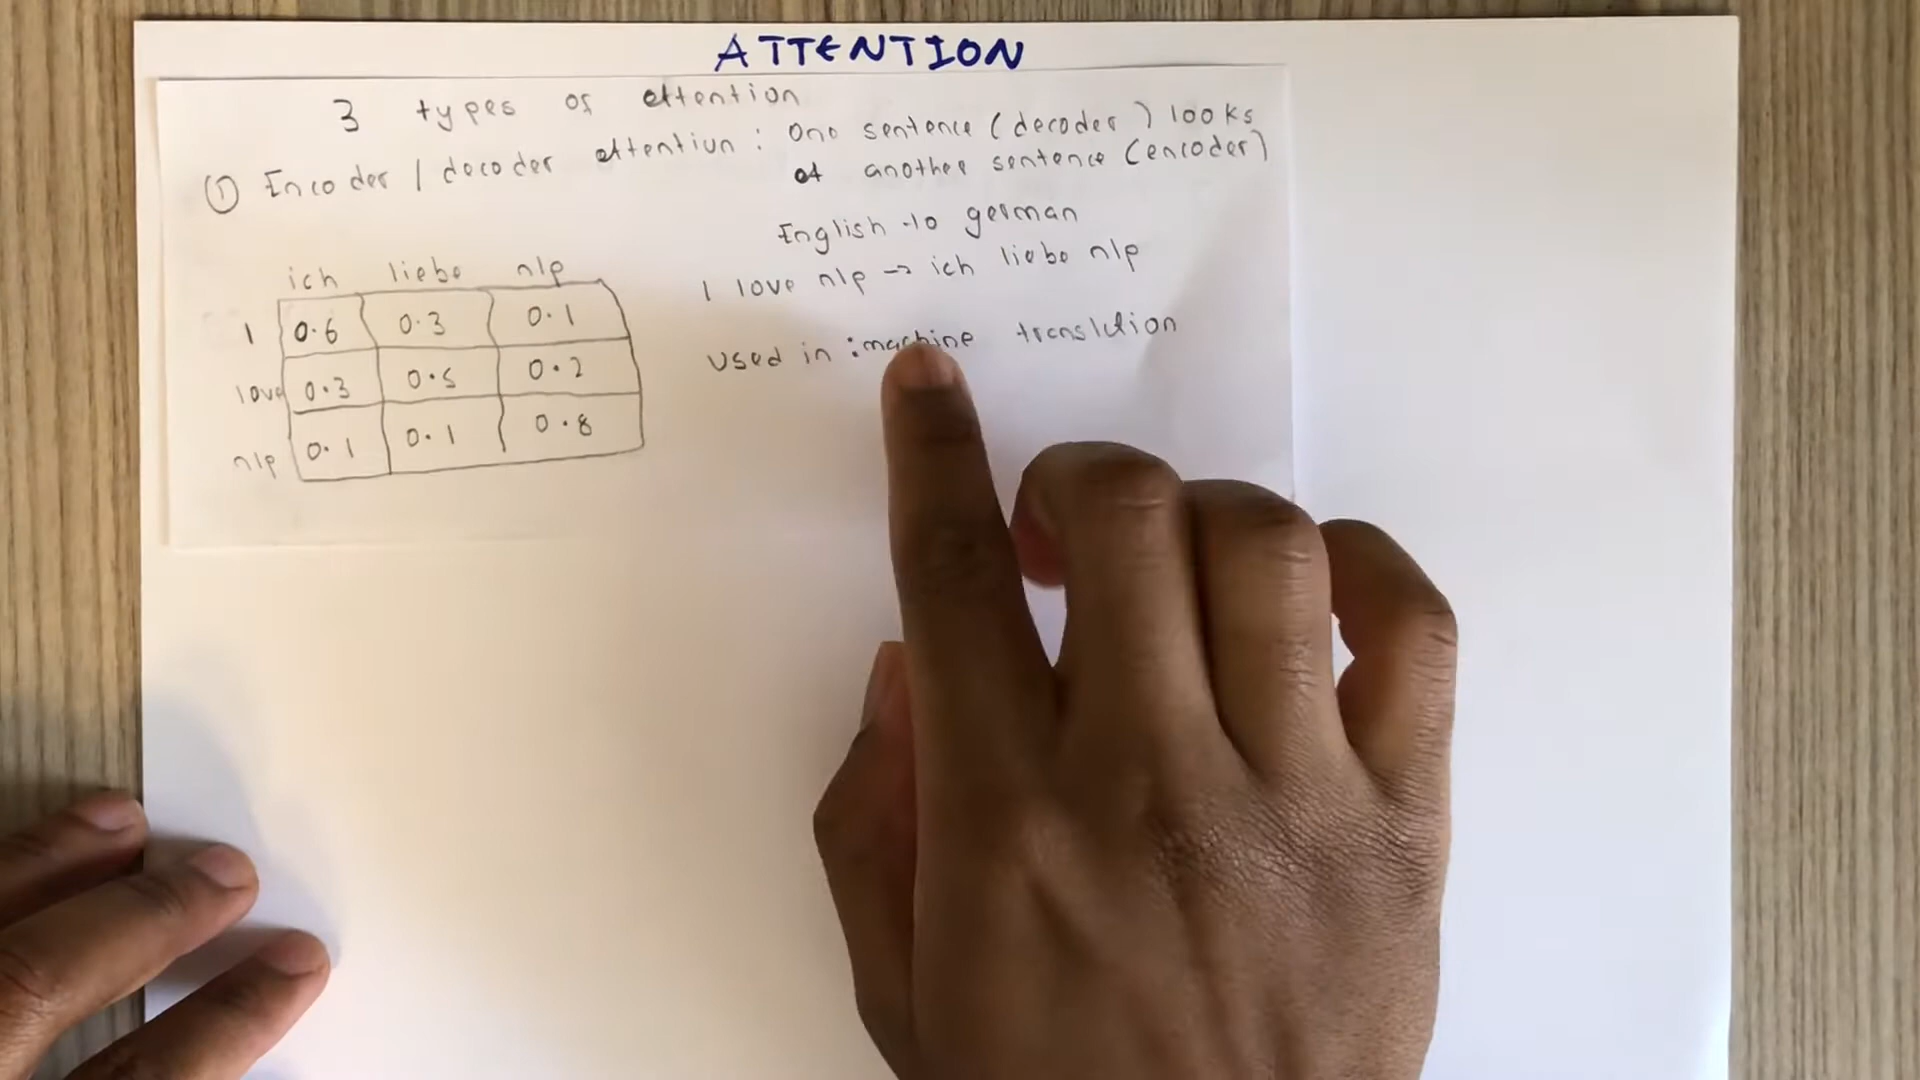 ATTENTION
3 types of attention
① Encoder / decoder attention : One sentence (decoder) looks
at another sentence (encoder)
English to german
I love nlp -> ich liebe nlp
used in : machine translation
ich liebe nlp
I 0.6 0.3 0.1
love 0.3 0.5 0.2
nlp 0.1 0.1 0.8